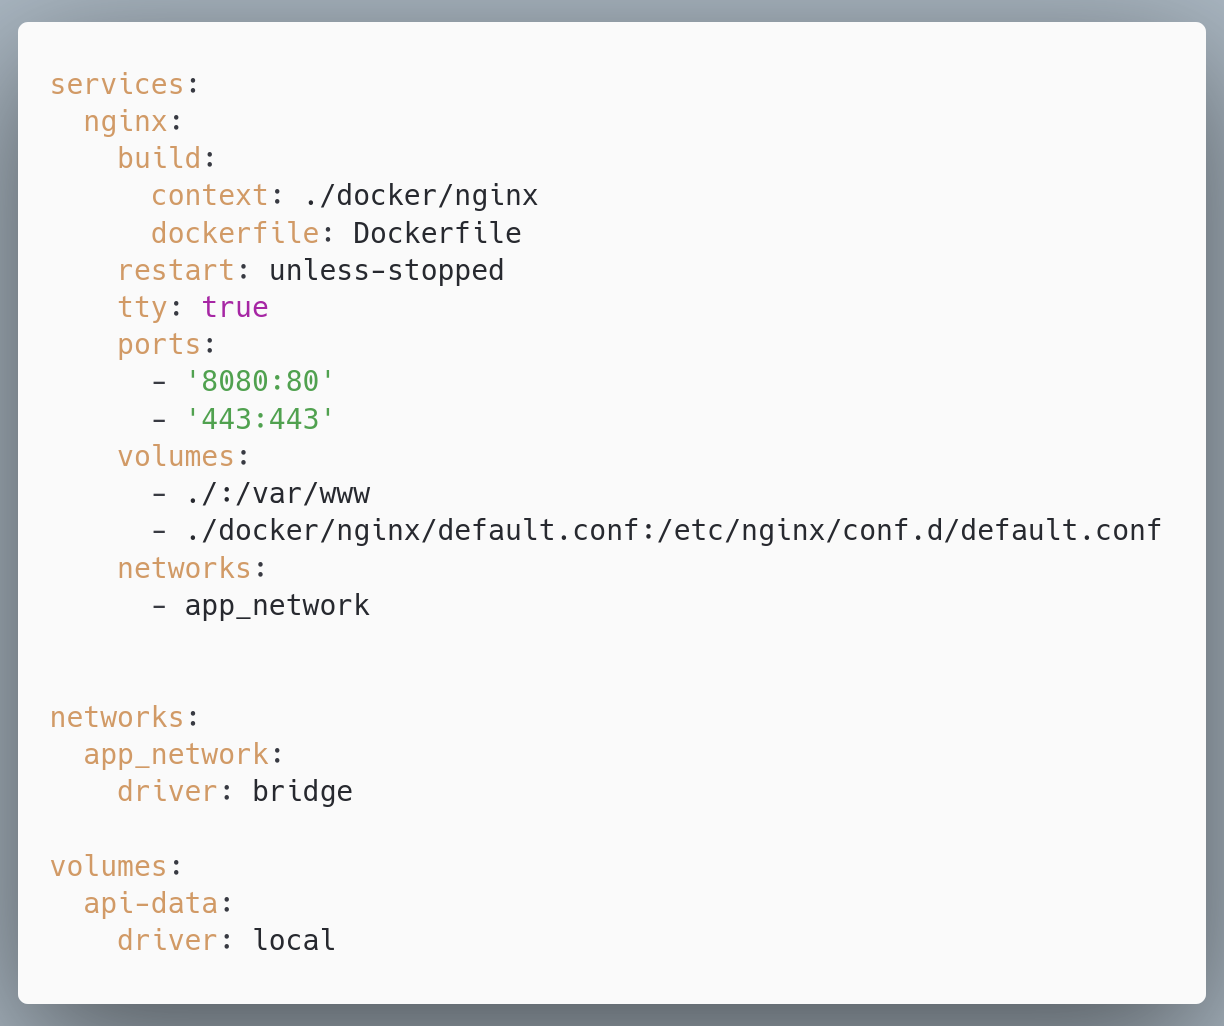 services:
  nginx:
    build:
      context: ./docker/nginx
      dockerfile: Dockerfile
    restart: unless-stopped
    tty: true
    ports:
      - '8080:80'
      - '443:443'
    volumes:
      - ./:/var/www
      - ./docker/nginx/default.conf:/etc/nginx/conf.d/default.conf
    networks:
      - app_network


networks:
  app_network:
    driver: bridge

volumes:
  api-data:
    driver: local